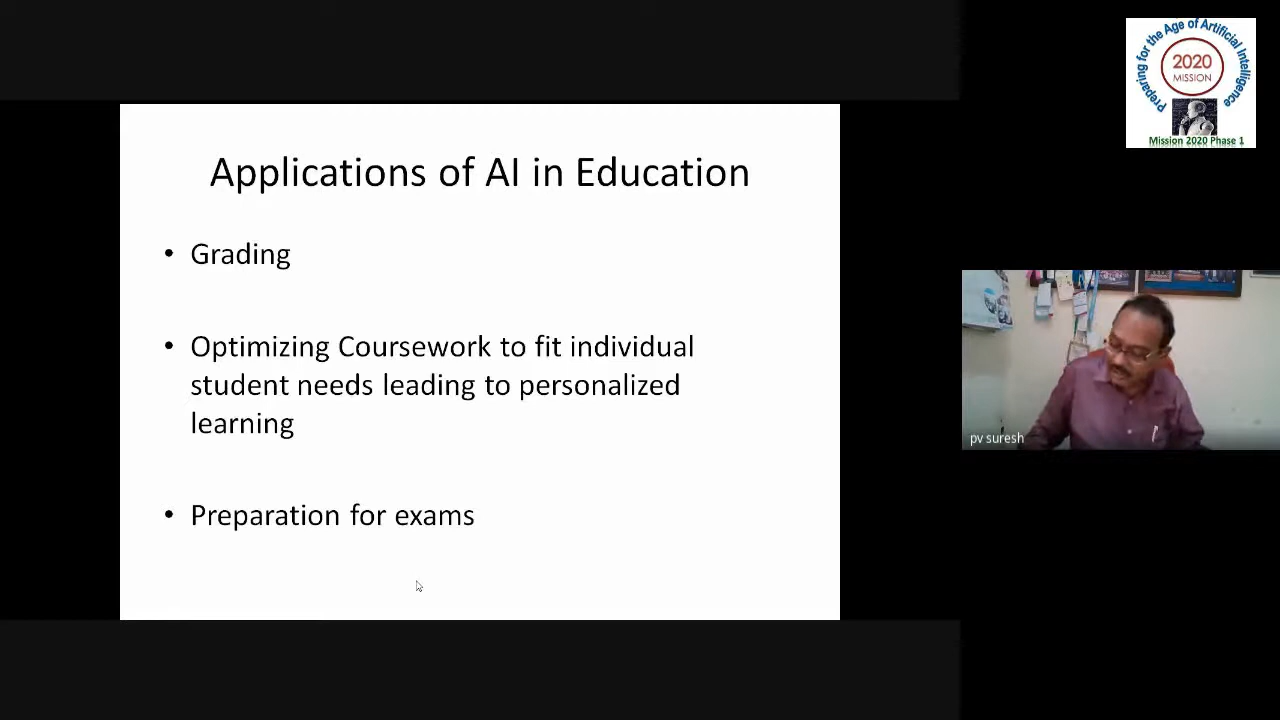 Applications of AI in Education
• Grading
• Optimizing Coursework to fit individual
student needs leading to personalized
learning
• Preparation for exams
Preparing for the Age of Artificial Intelligence
2020
MISSION
Mission 2020 Phase 1
pv suresh